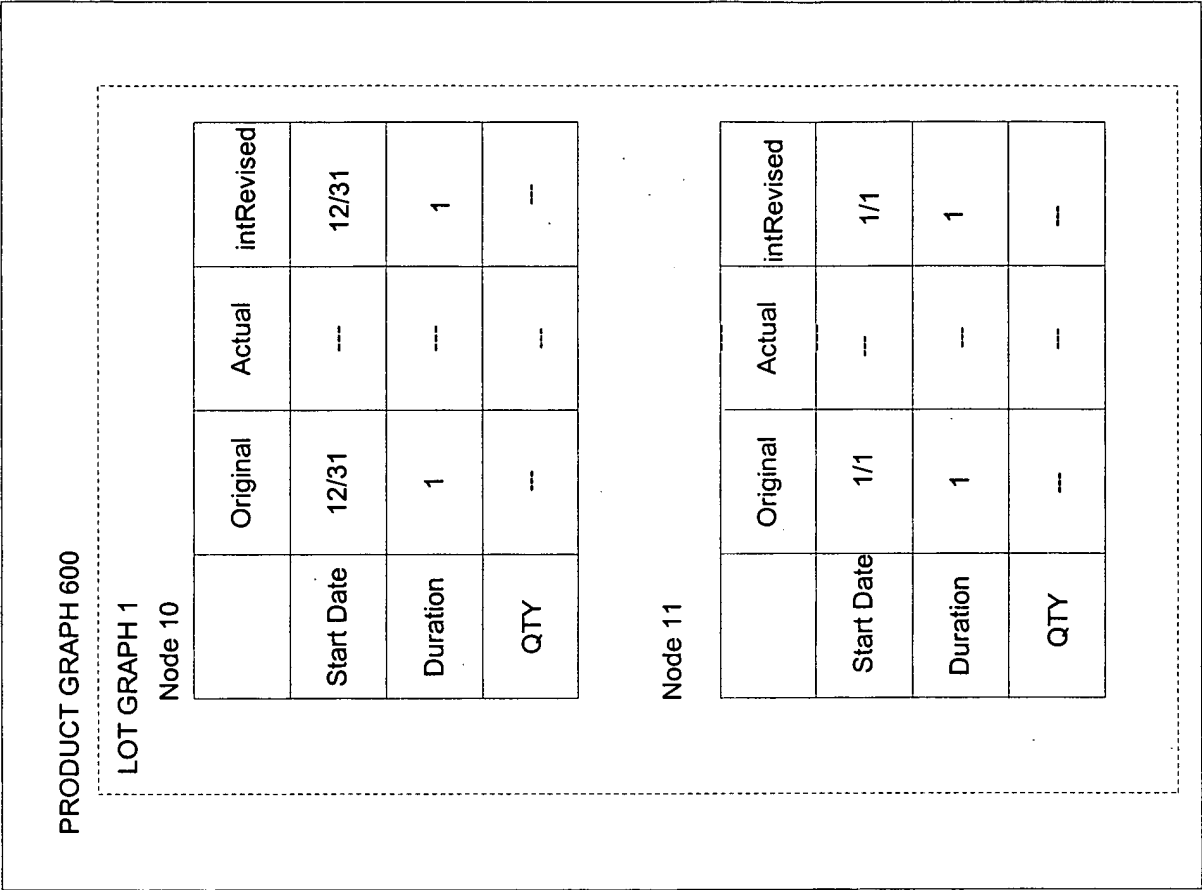 PRODUCT GRAPH 600
LOT GRAPH 1
Node 10
Original Actual intRevised
Start Date 12/31 --- 12/31
Duration 1 --- 1
QTY --- --- ---
Node 11
Original Actual intRevised
Start Date 1/1 --- 1/1
Duration 1 --- 1
QTY --- --- ---